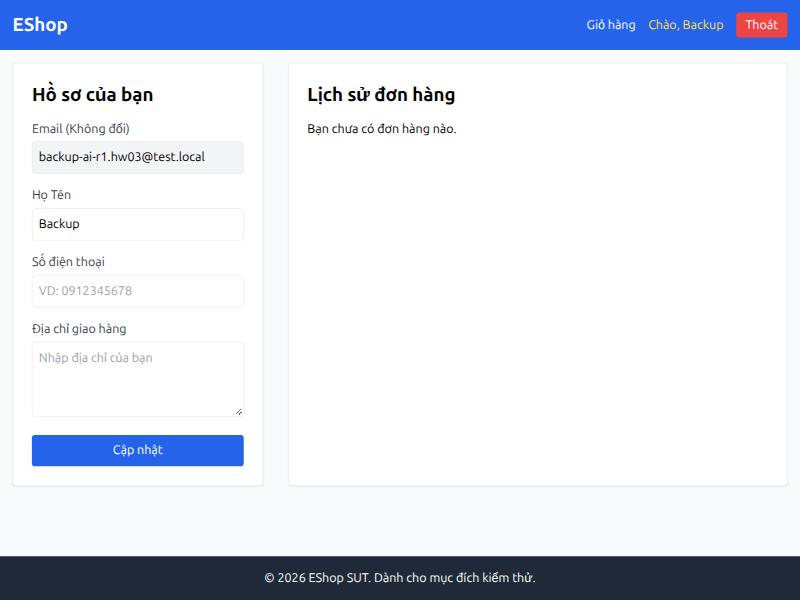 EShop
Giỏ hàng
Chào, Backup
Thoát
Hồ sơ của bạn
Email (Không đổi)
backup-ai-r1.hw03@test.local
Họ Tên
Backup
Số điện thoại
VD: 0912345678
Địa chỉ giao hàng
Nhập địa chỉ của bạn
Cập nhật
Lịch sử đơn hàng
Bạn chưa có đơn hàng nào.
© 2026 EShop SUT. Dành cho mục đích kiểm thử.